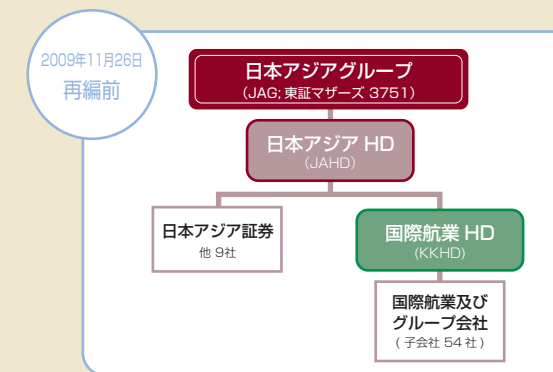 2009年11月26日
再編前
日本アジアグループ
（JAG; 東証マザーズ 3751）
日本アジア HD
(JAHD)
日本アジア証券
他 9社
国際航業 HD
(KKHD)
国際航業及び
グループ会社
( 子会社 54 社 )